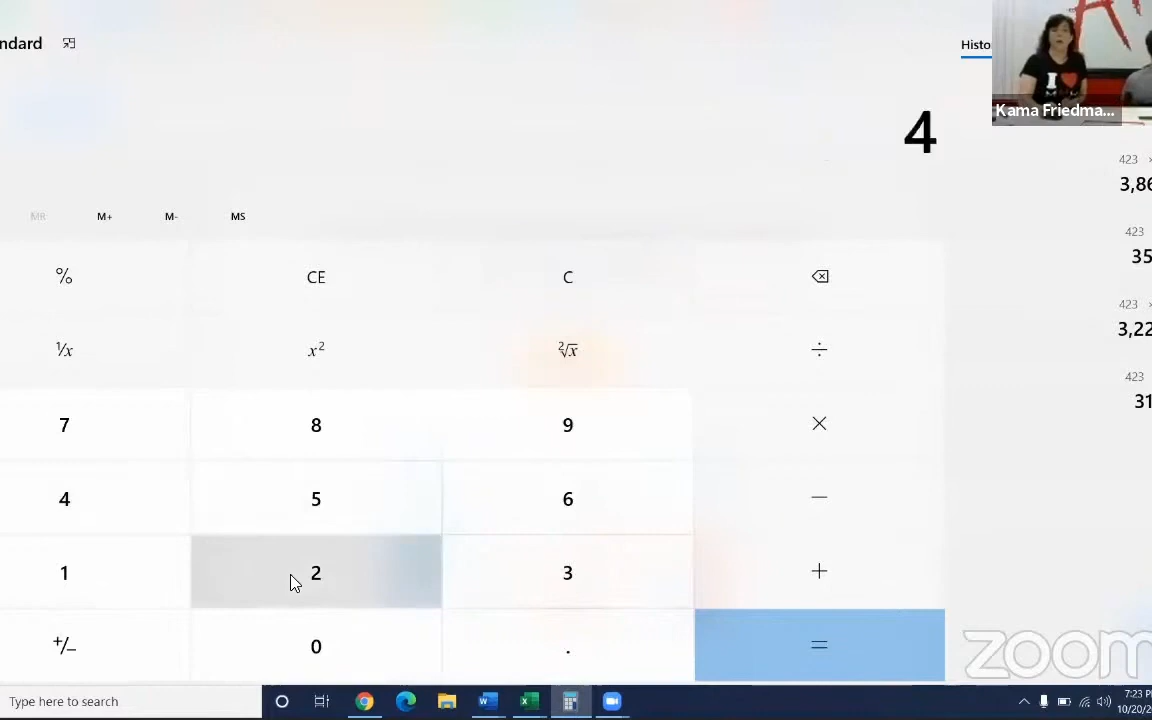 ndard
Histo
Kama Friedma...
4
423 ×
3,86
423
35
423 ×
3,22
423
31
MR M+ M- MS
% CE C
¹/x x² ²√x ÷
7 8 9 ×
4 5 6 −
1 2 3 +
+/− 0 . =
zoom
Type here to search
7:23 P
10/20/2